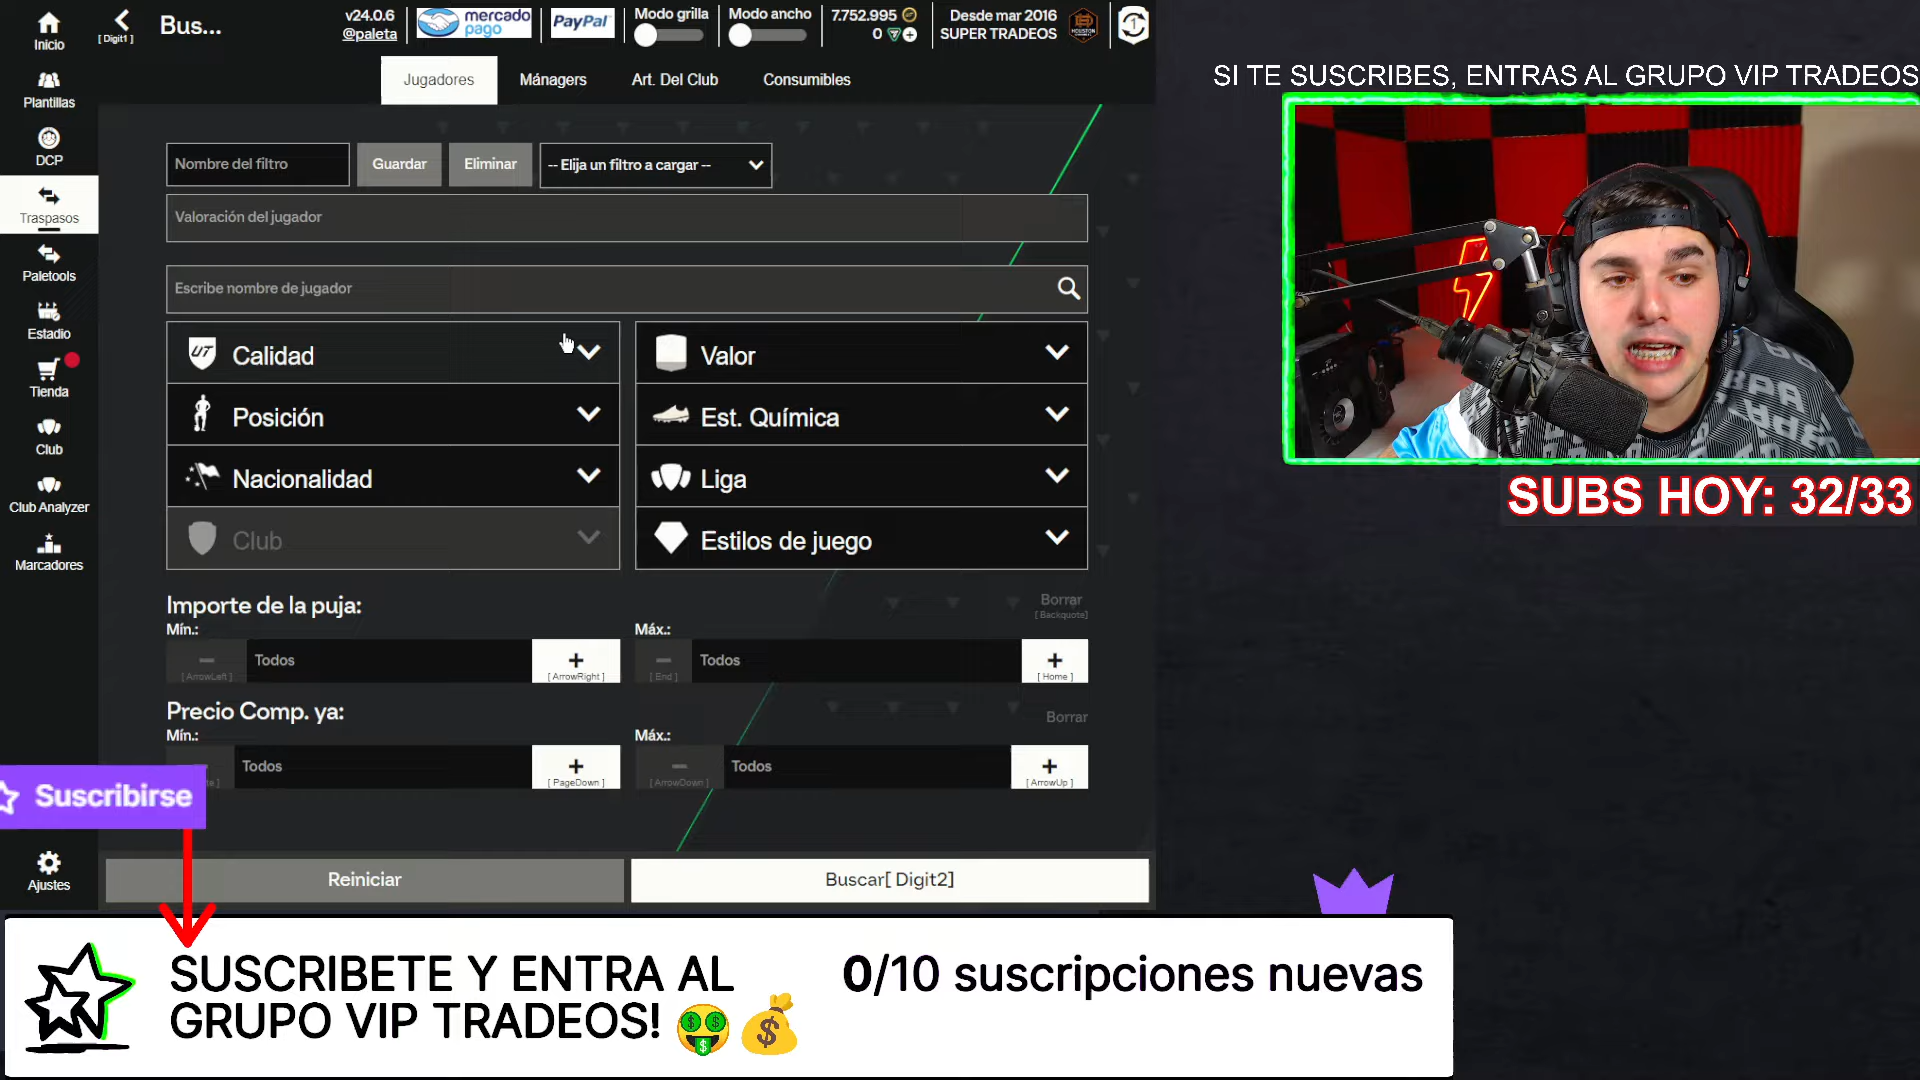 Inicio
[ Digit1 ]
Bus...
v24.0.6
@paleta
mercado
pago
PayPal
Modo grilla
Modo ancho
7.752.995
0
Desde mar 2016
SUPER TRADEOS
1
Plantillas
DCP
Traspasos
Paletools
Estadio
Tienda
Club
Club Analyzer
Marcadores
Ajustes
Jugadores
Mánagers
Art. Del Club
Consumibles
Nombre del filtro
Guardar
Eliminar
-- Elija un filtro a cargar --
Valoración del jugador
Escribe nombre de jugador
UT
Calidad
Valor
Posición
Est. Química
Nacionalidad
Liga
Club
Estilos de juego
Importe de la puja:
Borrar
[ Backquote]
Mín.:
Máx.:
[ ArrowLeft ]
Todos
[ ArrowRight ]
[ End ]
Todos
[ Home ]
Precio Comp. ya:
Borrar
Mín.:
Máx.:
Todos
[ PageDown ]
[ ArrowDown ]
Todos
[ ArrowUp ]
Suscribirse
Reiniciar
Buscar[ Digit2]
SI TE SUSCRIBES, ENTRAS AL GRUPO VIP TRADEOS
SUBS HOY: 32/33
SUSCRIBETE Y ENTRA AL
GRUPO VIP TRADEOS!
0/10 suscripciones nuevas